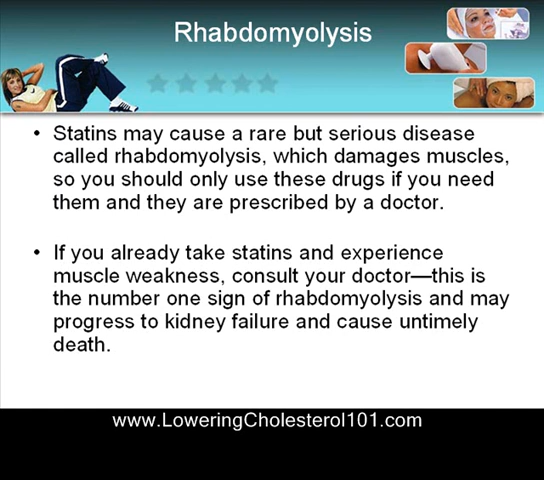 Rhabdomyolysis
• Statins may cause a rare but serious disease
called rhabdomyolysis, which damages muscles,
so you should only use these drugs if you need
them and they are prescribed by a doctor.
• If you already take statins and experience
muscle weakness, consult your doctor—this is
the number one sign of rhabdomyolysis and may
progress to kidney failure and cause untimely
death.
www.LoweringCholesterol101.com